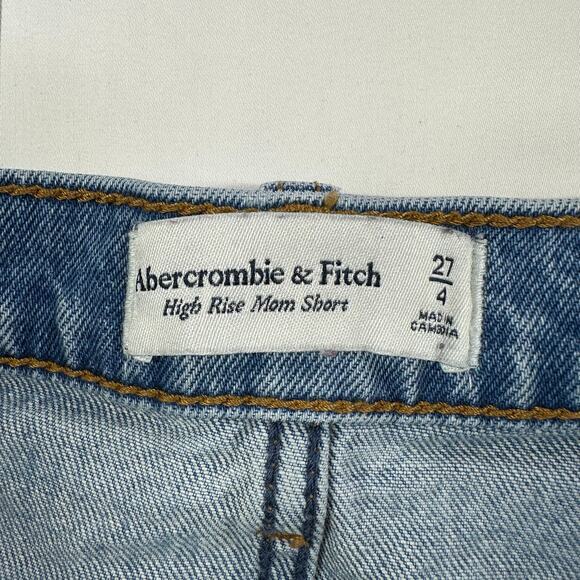 Abercrombie & Fitch
High Rise Mom Short
27
4
MADE IN
CAMBODIA